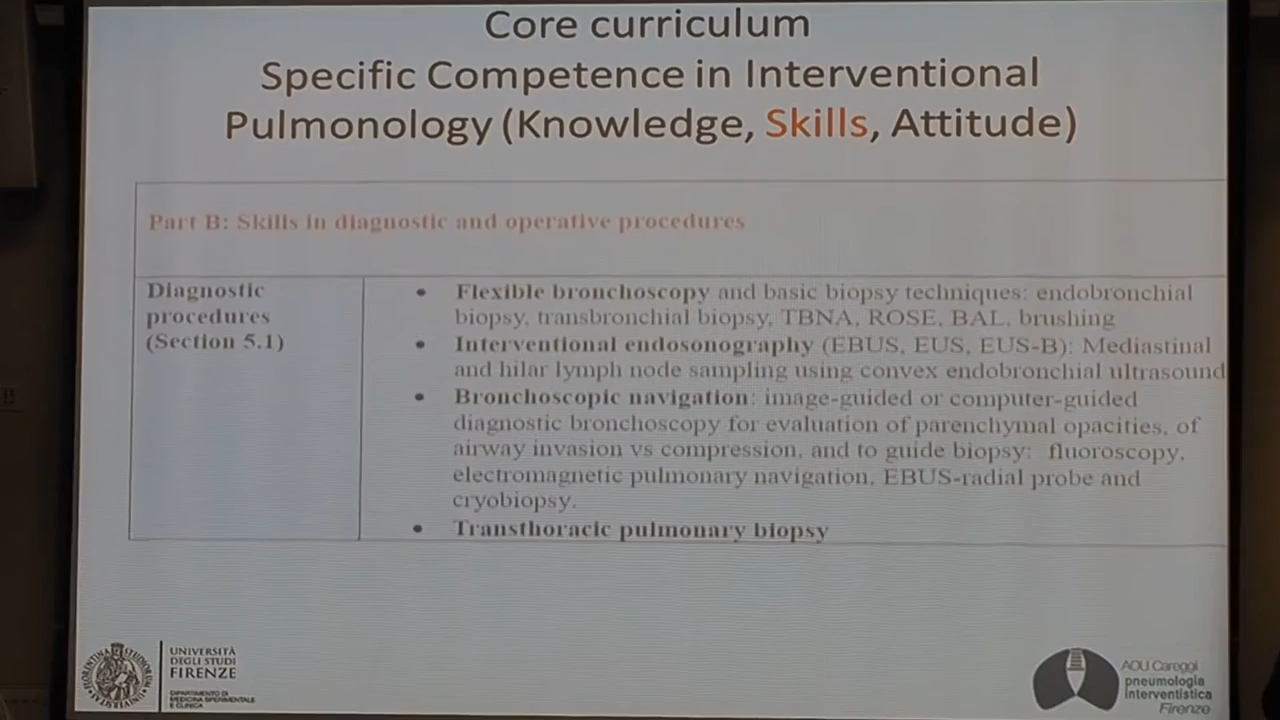 Core curriculum
Specific Competence in Interventional
Pulmonology (Knowledge, Skills, Attitude)
Part B: Skills in diagnostic and operative procedures
Diagnostic
procedures
(Section 5.1)
• Flexible bronchoscopy and basic biopsy techniques: endobronchial
biopsy, transbronchial biopsy, TBNA, ROSE, BAL, brushing
• Interventional endosonography (EBUS, EUS, EUS-B): Mediastinal
and hilar lymph node sampling using convex endobronchial ultrasound
• Bronchoscopic navigation: image-guided or computer-guided
diagnostic bronchoscopy for evaluation of parenchymal opacities, of
airway invasion vs compression, and to guide biopsy: fluoroscopy,
electromagnetic pulmonary navigation, EBUS-radial probe and
cryobiopsy.
• Transthoracic pulmonary biopsy
UNIVERSITÀ
DEGLI STUDI
FIRENZE
DIPARTIMENTO DI
MEDICINA SPERIMENTALE
E CLINICA
AOU Careggi
pneumologia
interventistica
Firenze